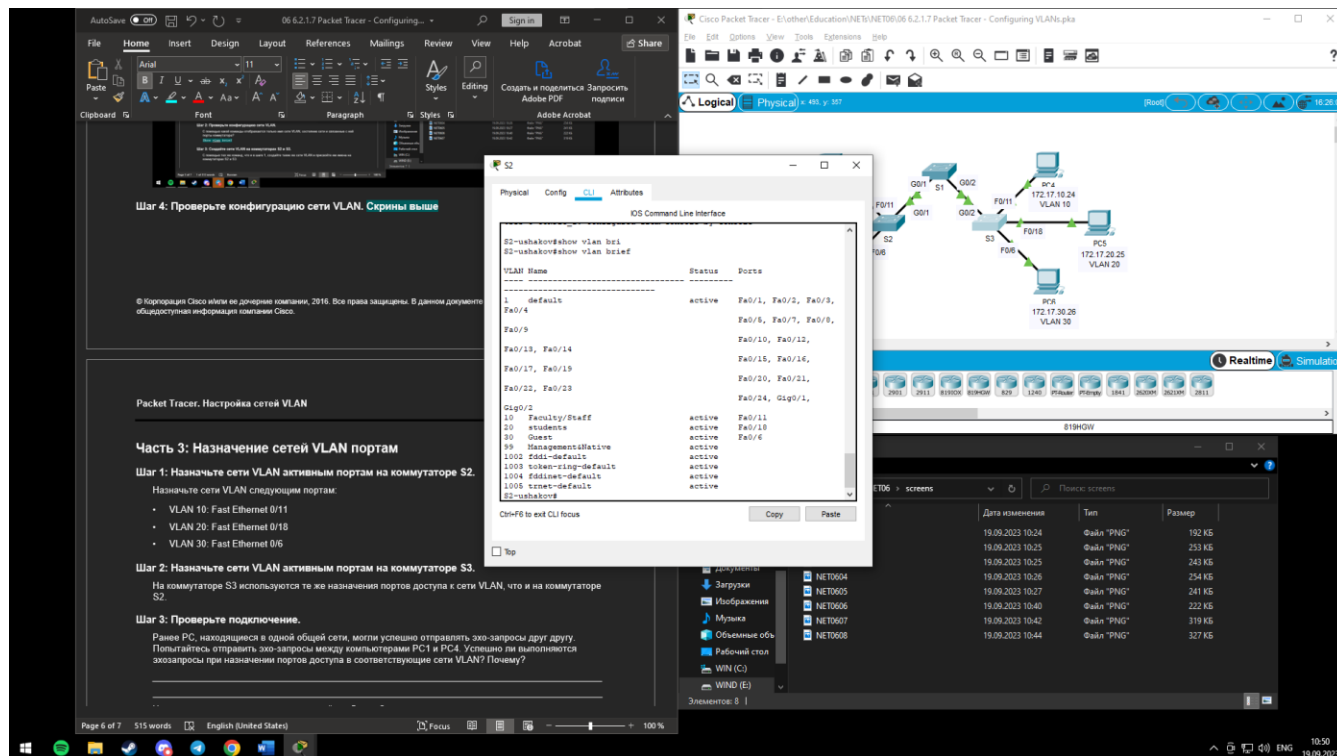 AutoSave
Off
06 6.2.1.7 Packet Tracer - Configuring...
Sign in
File Home Insert Design Layout References Mailings Review View Help Acrobat
Share
Paste
Arial
11
Styles
Editing
Создать и поделиться Adobe PDF
Запросить подписи
Clipboard Font Paragraph Styles Adobe Acrobat
Шаг 4: Проверьте конфигурацию сети VLAN. Скрины выше
© Корпорация Cisco и/или ее дочерние компании, 2016. Все права защищены. В данном документе
общедоступная информация компании Cisco.
Packet Tracer. Настройка сетей VLAN
Часть 3: Назначение сетей VLAN портам
Шаг 1: Назначьте сети VLAN активным портам на коммутаторе S2.
Назначьте сети VLAN следующим портам:
• VLAN 10: Fast Ethernet 0/11
• VLAN 20: Fast Ethernet 0/18
• VLAN 30: Fast Ethernet 0/6
Шаг 2: Назначьте сети VLAN активным портам на коммутаторе S3.
На коммутаторе S3 используются те же назначения портов доступа к сети VLAN, что и на коммутаторе
S2.
Шаг 3: Проверьте подключение.
Ранее PC, находящиеся в одной общей сети, могли успешно отправлять эхо-запросы друг другу.
Попытайтесь отправить эхо-запросы между компьютерами PC1 и PC4. Успешно ли выполняются
эхозапросы при назначении портов доступа в соответствующие сети VLAN? Почему?
Page 6 of 7 515 words English (United States) Focus 100 %
S2
Physical Config CLI Attributes
IOS Command Line Interface
S2-ushakov#show vlan bri
S2-ushakov#show vlan brief
VLAN Name Status Ports
---- -------------------------------- --------- -------------------------------
1 default active Fa0/1, Fa0/2, Fa0/3,
Fa0/4
Fa0/5, Fa0/7, Fa0/8,
Fa0/9
Fa0/10, Fa0/12,
Fa0/13, Fa0/14
Fa0/15, Fa0/16,
Fa0/17, Fa0/19
Fa0/20, Fa0/21,
Fa0/22, Fa0/23
Fa0/24, Gig0/1,
Gig0/2
10 Faculty/Staff active Fa0/11
20 students active Fa0/18
30 Guest active Fa0/6
99 Management&Native active
1002 fddi-default active
1003 token-ring-default active
1004 fddinet-default active
1005 trnet-default active
S2-ushakov#
Ctrl+F6 to exit CLI focus
Copy
Paste
Top
Cisco Packet Tracer - E:\other\Education\NETs\NET06\06 6.2.1.7 Packet Tracer - Configuring VLANs.pka
File Edit Options View Tools Extensions Help
Logical
Physical
x: 480, y: 357
[Root]
16:26:
G0/1
S1
G0/2
F0/11
G0/1
G0/2
F0/11
PC4
172.17.10.24
VLAN 10
S2
F0/6
S3
F0/18
F0/6
PC5
172.17.20.25
VLAN 20
PC6
172.17.30.26
VLAN 30
Realtime
Simulatio
2901 2911 819IOX 819HGW 829 1240 PT-Router PT-Empty 1841 2620XM 2621XM 2811
819HGW
ET06 > screens
Поиск: screens
Дата изменения Тип Размер
19.09.2023 10:24 Файл "PNG" 192 КБ
19.09.2023 10:25 Файл "PNG" 253 КБ
19.09.2023 10:25 Файл "PNG" 243 КБ
NET0604 19.09.2023 10:26 Файл "PNG" 254 КБ
NET0605 19.09.2023 10:27 Файл "PNG" 241 КБ
NET0606 19.09.2023 10:40 Файл "PNG" 222 КБ
NET0607 19.09.2023 10:42 Файл "PNG" 319 КБ
NET0608 19.09.2023 10:44 Файл "PNG" 327 КБ
Документы
Загрузки
Изображения
Музыка
Объемные объ
Рабочий стол
WIN (C:)
WIND (E:)
Элементов: 8
ENG
10:50
19.09.202